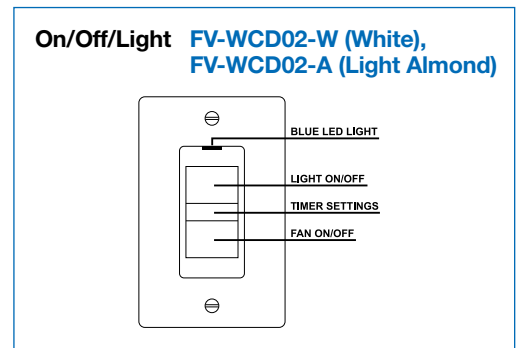 On/Off/Light FV-WCD02-W (White),
FV-WCD02-A (Light Almond)
BLUE LED LIGHT
LIGHT ON/OFF
TIMER SETTINGS
FAN ON/OFF